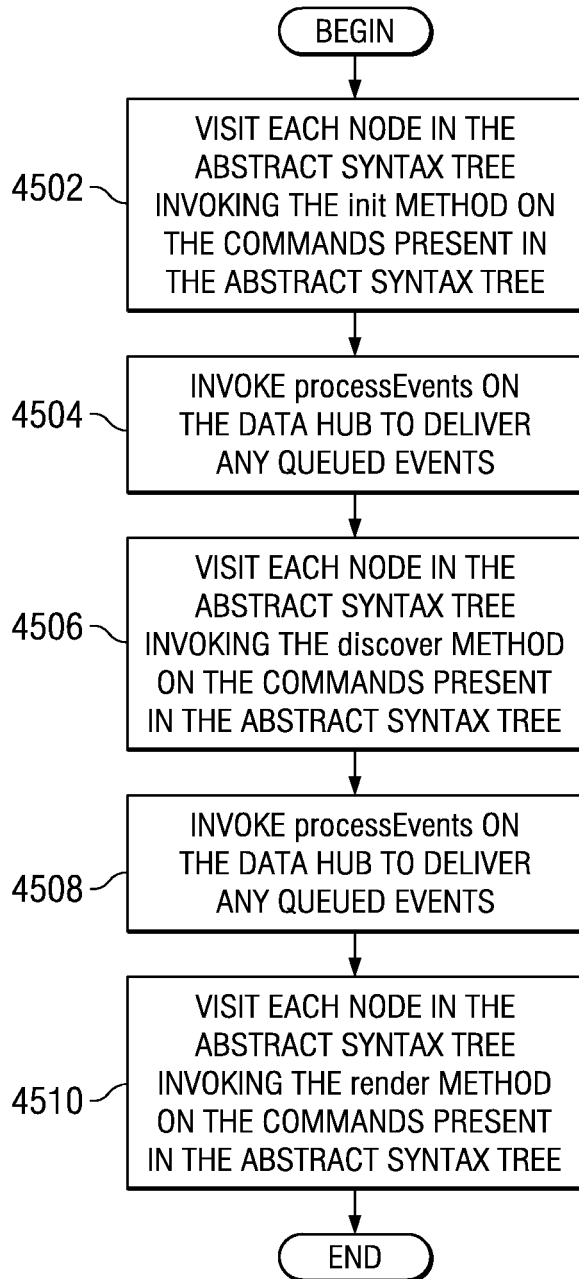 BEGIN
4502
VISIT EACH NODE IN THE
ABSTRACT SYNTAX TREE
INVOKING THE init METHOD ON
THE COMMANDS PRESENT IN
THE ABSTRACT SYNTAX TREE
4504
INVOKE processEvents ON
THE DATA HUB TO DELIVER
ANY QUEUED EVENTS
4506
VISIT EACH NODE IN THE
ABSTRACT SYNTAX TREE
INVOKING THE discover METHOD
ON THE COMMANDS PRESENT
IN THE ABSTRACT SYNTAX TREE
4508
INVOKE processEvents ON
THE DATA HUB TO DELIVER
ANY QUEUED EVENTS
4510
VISIT EACH NODE IN THE
ABSTRACT SYNTAX TREE
INVOKING THE render METHOD
ON THE COMMANDS PRESENT
IN THE ABSTRACT SYNTAX TREE
END